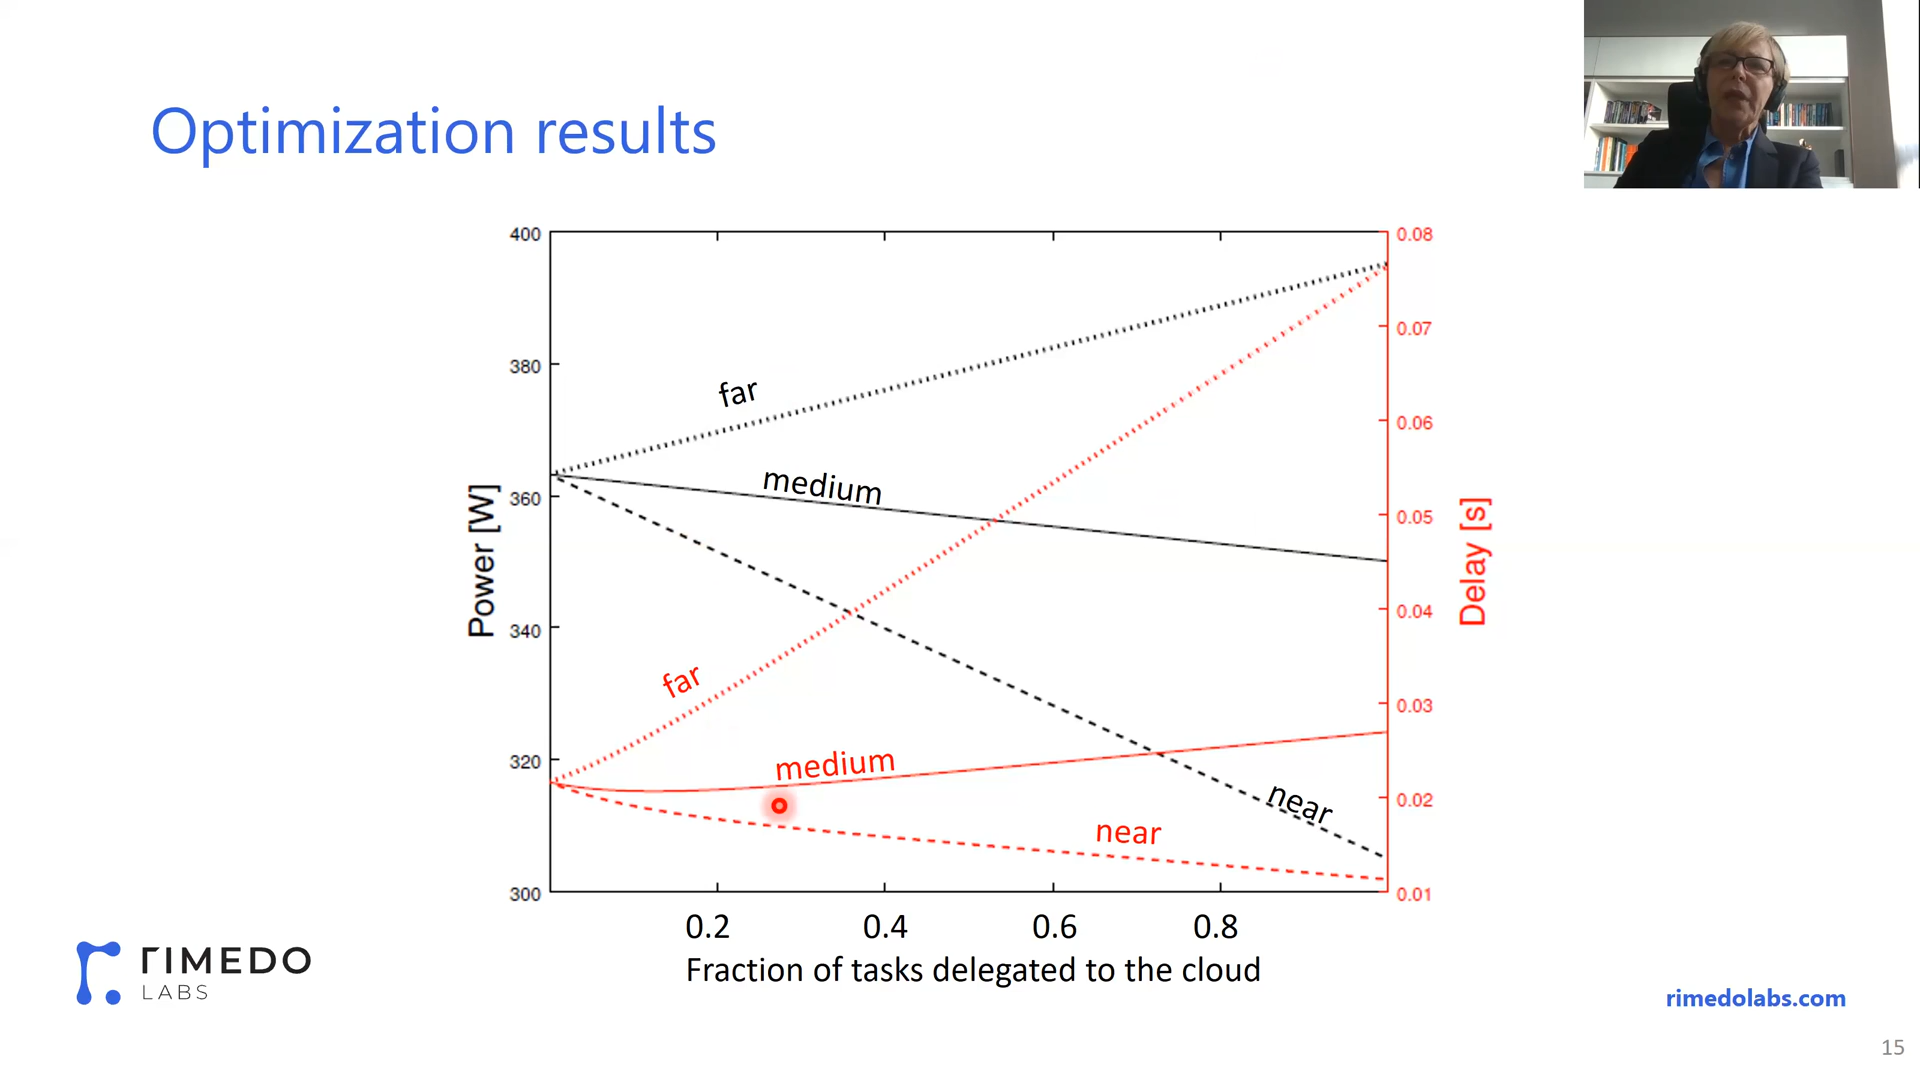 Optimization results
400
380
360
340
320
300
Power [W]
0.08
0.07
0.06
0.05
0.04
0.03
0.02
0.01
Delay [s]
far
medium
far
medium
near
near
0.2 0.4 0.6 0.8
Fraction of tasks delegated to the cloud
rIMEDO
LABS
rimedolabs.com
15